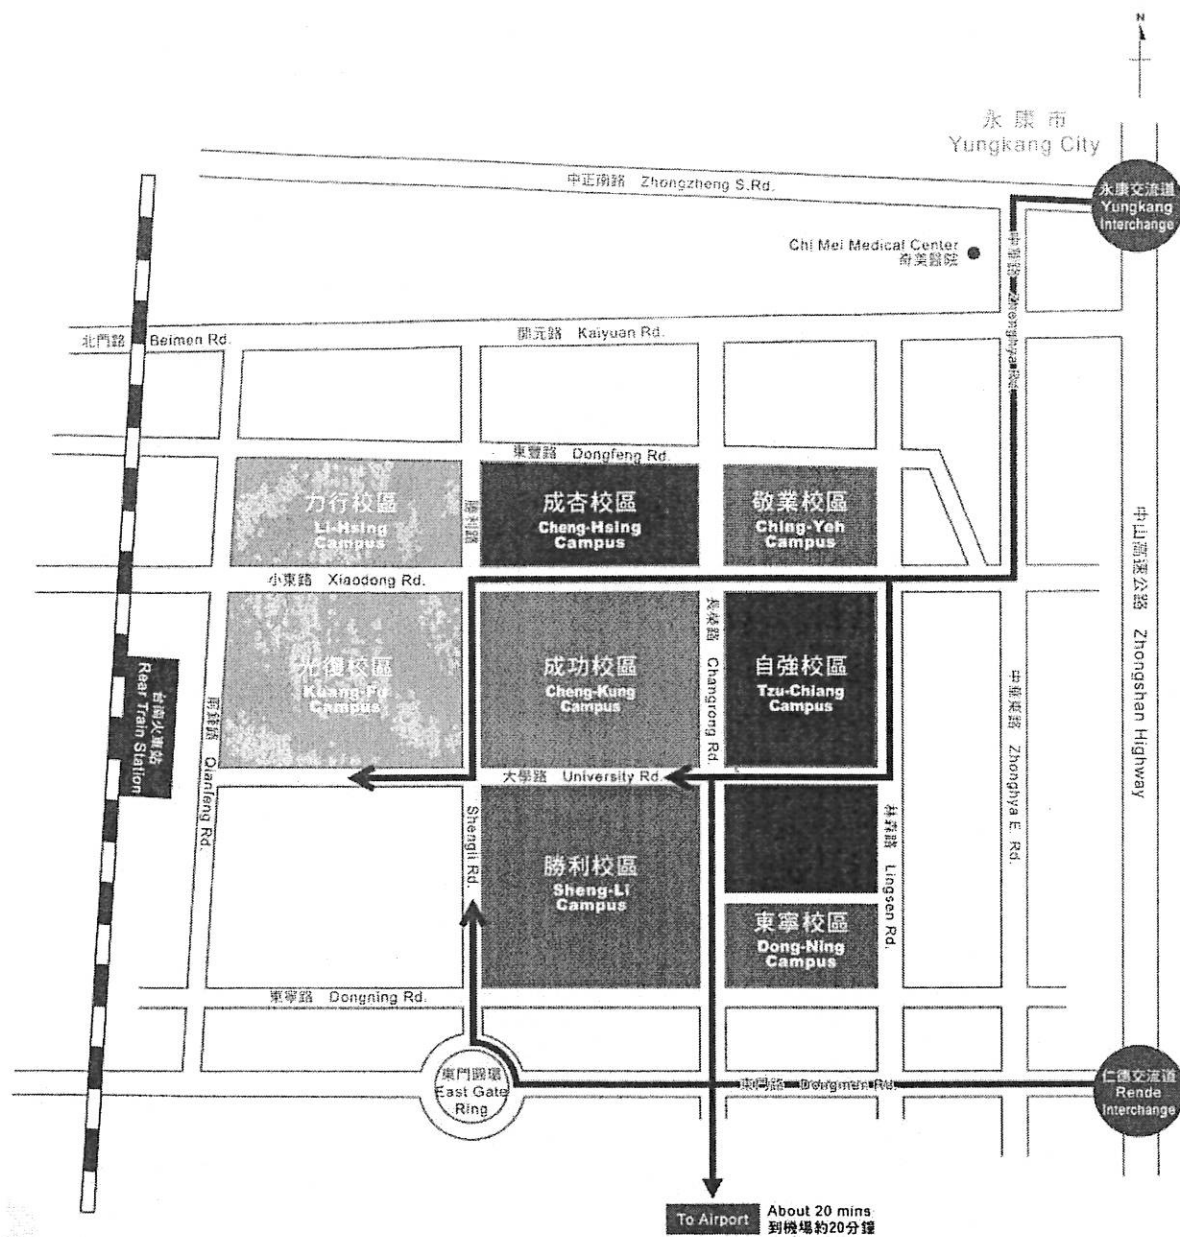 N
永康市
Yungkang City
中正南路 Zhongzheng S.Rd.
永康交流道
Yungkang
Interchange
Chi Mei Medical Center
奇美醫院
中華路 Zhonghya Rd.
北門路 Beimen Rd.
開元路 Kaiyuan Rd.
東豐路 Dongfeng Rd.
力行校區
Li-Hsing
Campus
勝利路
成杏校區
Cheng-Hsing
Campus
敬業校區
Ching-Yeh
Campus
小東路 Xiaodong Rd.
中山高速公路 Zhongshan Highway
光復校區
Kuang-Fu
Campus
成功校區
Cheng-Kung
Campus
長榮路 Changrong Rd.
自強校區
Tzu-Chiang
Campus
台南火車站
Rear Train Station
前鋒路 Qianfeng Rd.
中華東路 Zhonghya E. Rd.
大學路 University Rd.
Shengli Rd.
勝利校區
Sheng-Li
Campus
林森路 Lingsen Rd.
東寧校區
Dong-Ning
Campus
東寧路 Dongning Rd.
東門圓環
East Gate
Ring
東門路 Dongmen Rd.
仁德交流道
Rende
Interchange
To Airport
About 20 mins
到機場約20分鐘